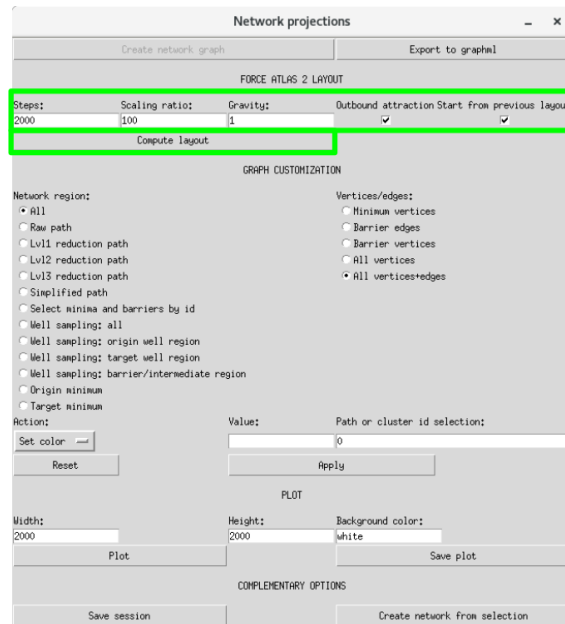 Network projections
Create network graph Export to graphml
FORCE ATLAS 2 LAYOUT
Steps: Scaling ratio: Gravity: Outbound attraction Start from previous layou
2000 100 1
Compute layout
GRAPH CUSTOMIZATION
Network region: Vertices/edges:
All Minimum vertices
Raw path Barrier edges
Lvl1 reduction path Barrier vertices
Lvl2 reduction path All vertices
Lvl3 reduction path All vertices+edges
Simplified path
Select minima and barriers by id
Well sampling: all
Well sampling: origin well region
Well sampling: target well region
Well sampling: barrier/intermediate region
Origin minimum
Target minimum
Action: Value: Path or cluster id selection:
Set color 0
Reset Apply
PLOT
Width: Height: Background color:
2000 2000 white
Plot Save plot
COMPLEMENTARY OPTIONS
Save session Create network from selection